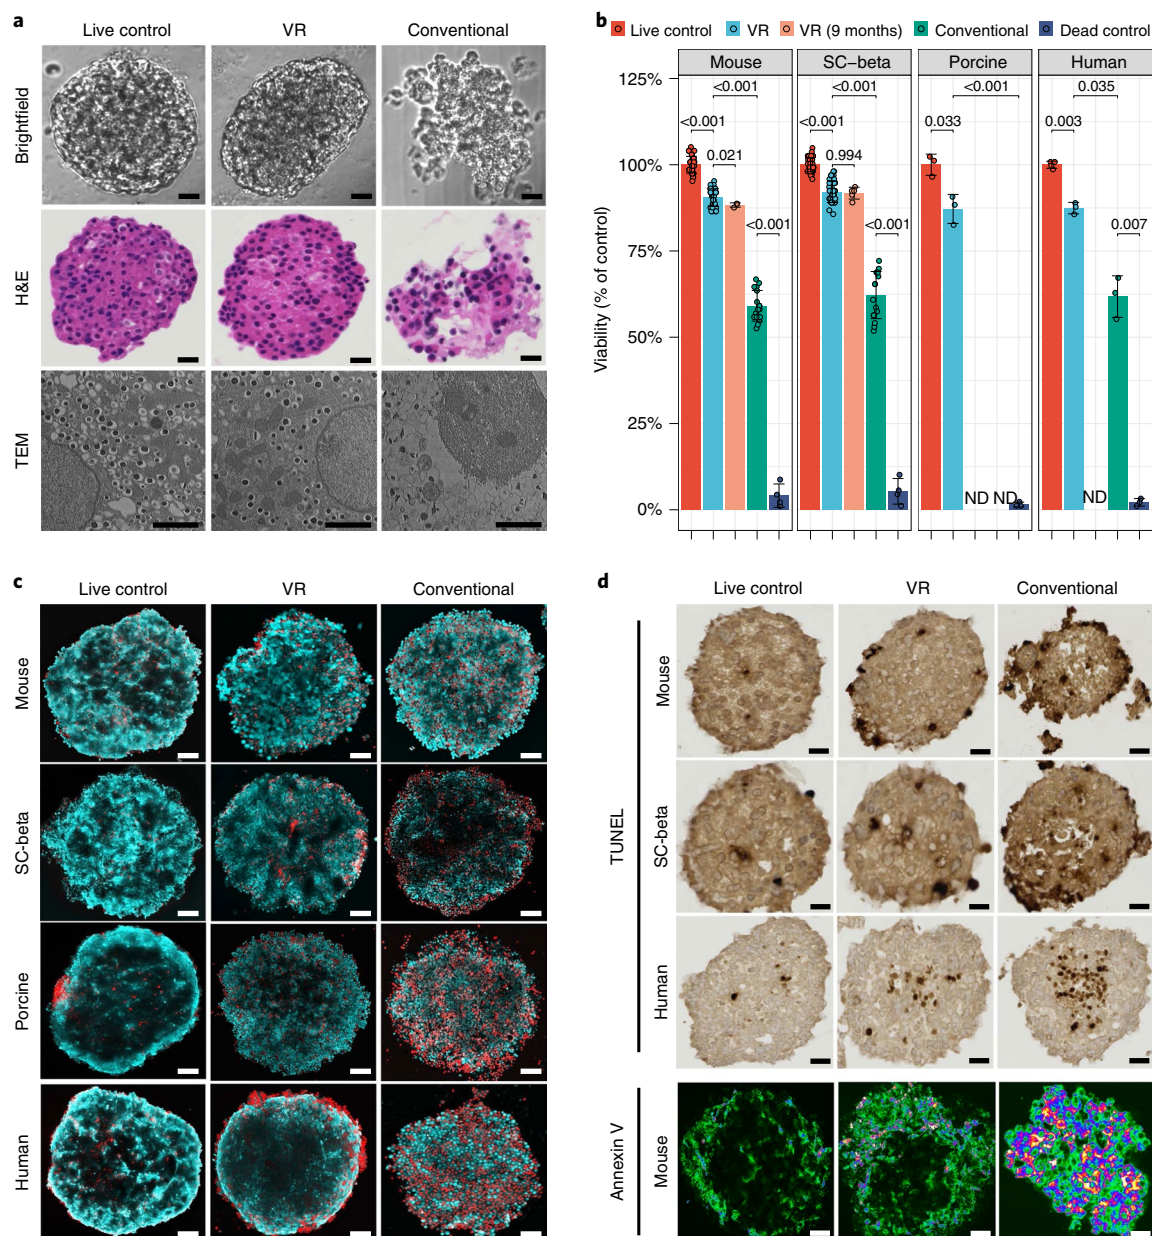 a
Live control VR Conventional
Brightfield
H&E
TEM
b
Live control VR VR (9 months) Conventional Dead control
Mouse SC–beta Porcine Human
Viability (% of control)
125%
100%
75%
50%
25%
0%
<0.001 <0.001 <0.001 0.035
<0.001 <0.001 0.033 0.003
0.021 0.994
<0.001 <0.001 0.007
ND ND ND
c
Live control VR Conventional
Mouse
SC-beta
Porcine
Human
d
Live control VR Conventional
TUNEL
Mouse
SC-beta
Human
Annexin V
Mouse